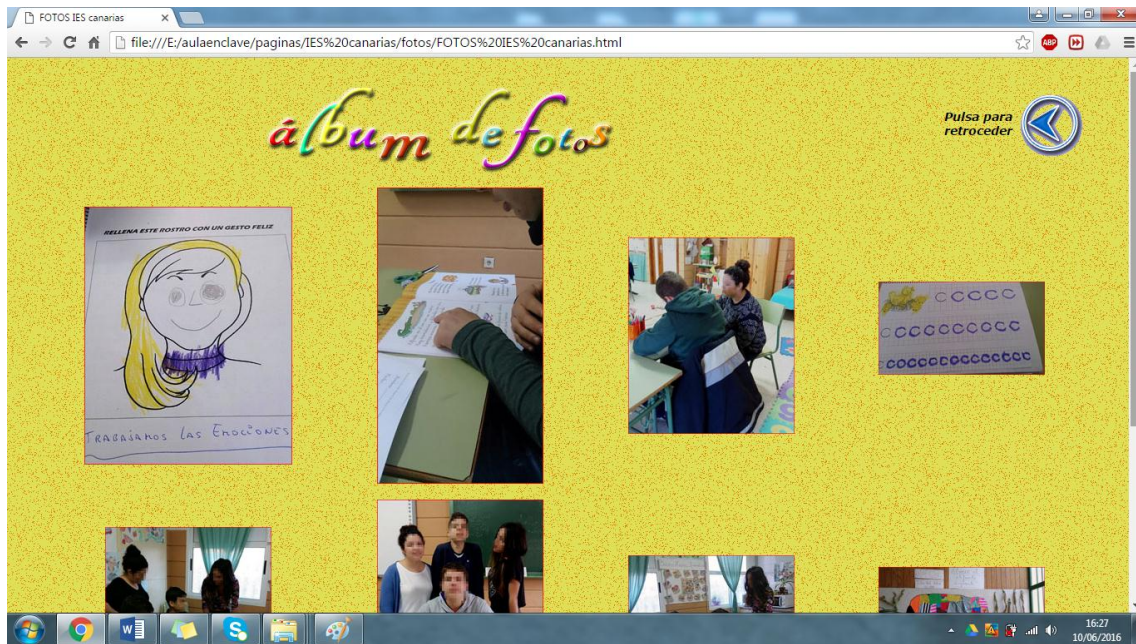 FOTOS IES canarias
file:///E:/aulaenclave/paginas/IES%20canarias/fotos/FOTOS%20IES%20canarias.html
ABP
álbum de fotos
Pulsa para
retroceder
RELLENA ESTE ROSTRO CON UN GESTO FELIZ
TRABAJAMOS LAS EMOCIONES
16:27
10/06/2016